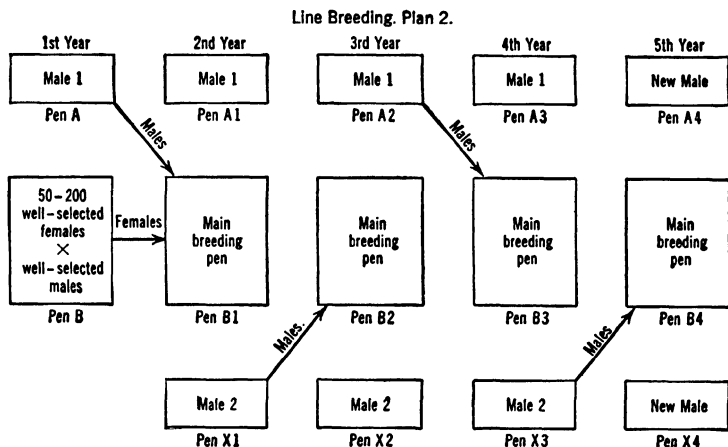 Line Breeding. Plan 2.
1st Year 2nd Year 3rd Year 4th Year 5th Year
Male 1 Male 1 Male 1 Male 1 New Male
Pen A Pen A1 Pen A2 Pen A3 Pen A4
Males Males
50-200
well-selected
females
×
well-selected
males
Females
Main
breeding
pen
Main
breeding
pen
Main
breeding
pen
Main
breeding
pen
Pen B Pen B1 Pen B2 Pen B3 Pen B4
Males. Males
Male 2 Male 2 Male 2 New Male
Pen X1 Pen X2 Pen X3 Pen X4